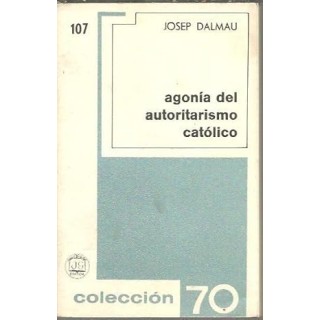 107
JOSEP DALMAU
agonía del
autoritarismo
católico
colección 70